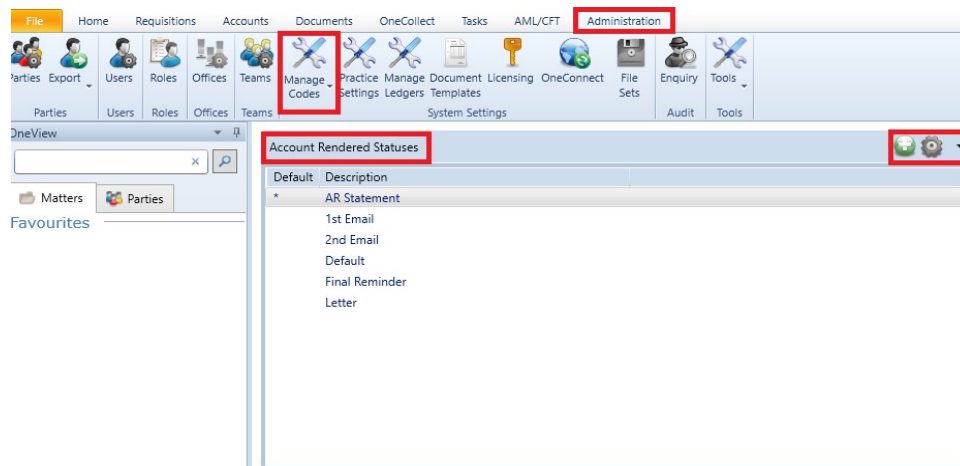 File Home Requisitions Accounts Documents OneCollect Tasks AML/CFT Administration
Parties Export Users Roles Offices Teams Manage Codes Practice Settings Manage Ledgers Document Templates Licensing OneConnect File Sets Enquiry Tools
Parties Users Roles Offices Teams System Settings Audit Tools
OneView
Account Rendered Statuses
Matters Parties
Favourites
Default Description
* AR Statement
1st Email
2nd Email
Default
Final Reminder
Letter